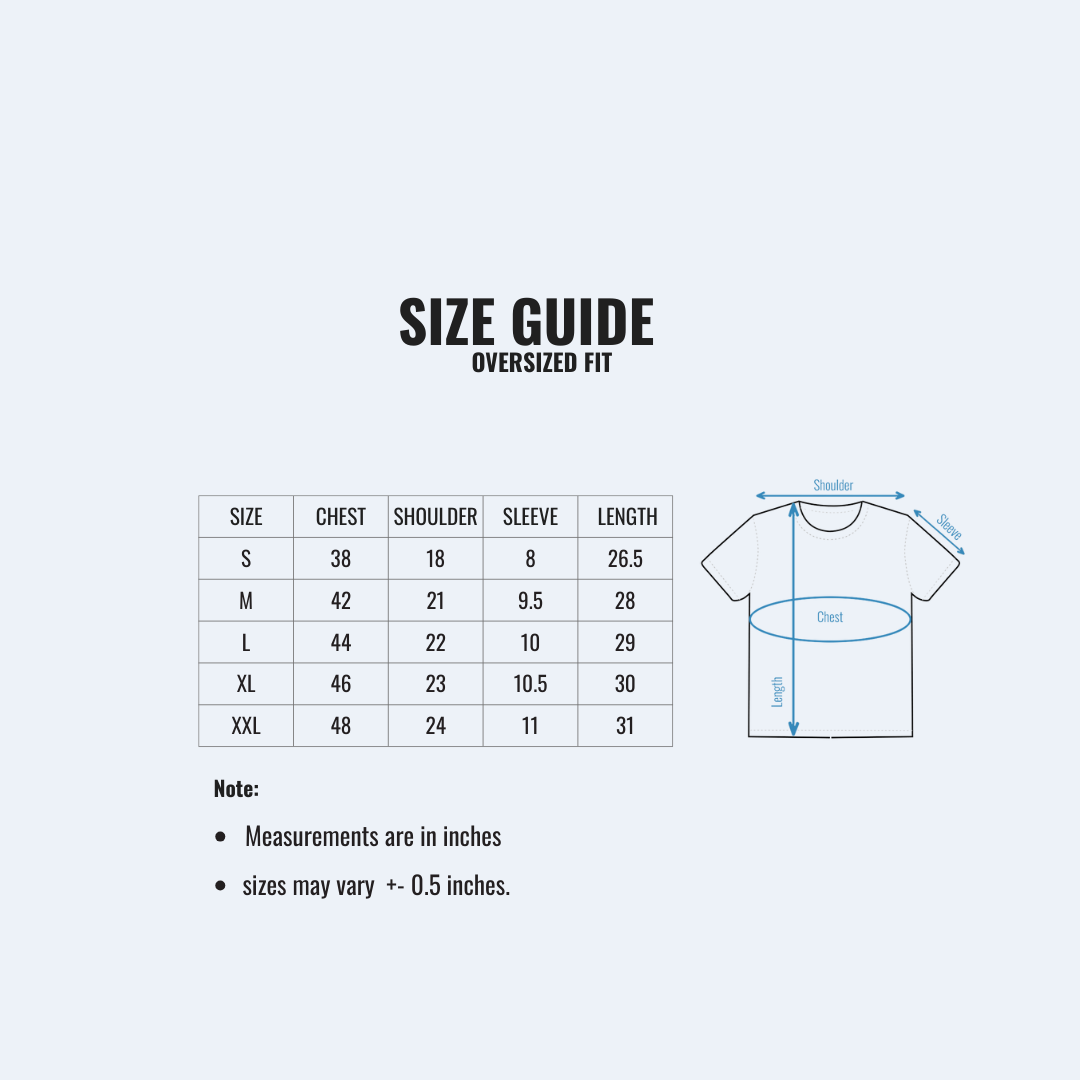 SIZE GUIDE
OVERSIZED FIT
SIZE CHEST SHOULDER SLEEVE LENGTH
S 38 18 8 26.5
M 42 21 9.5 28
L 44 22 10 29
XL 46 23 10.5 30
XXL 48 24 11 31
Shoulder
Sleeve
Chest
Length
Note:
• Measurements are in inches
• sizes may vary +- 0.5 inches.